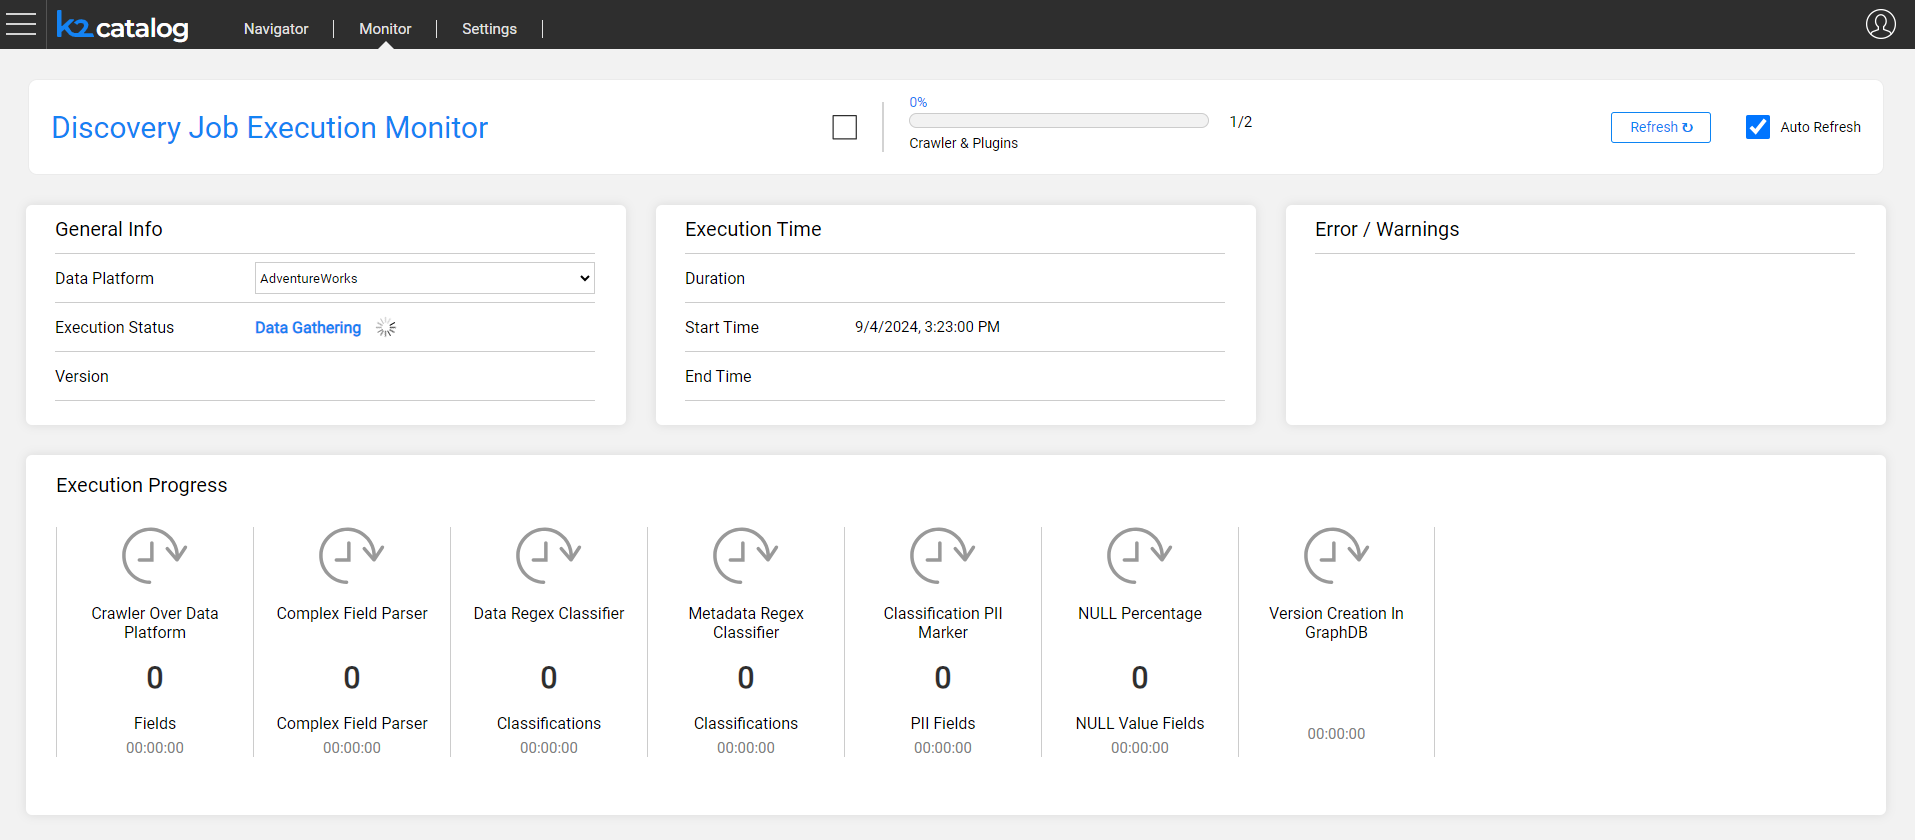 k2catalog
Navigator
Monitor
Settings
Discovery Job Execution Monitor
0%
1/2
Crawler & Plugins
Refresh ↻
Auto Refresh
General Info
Data Platform
AdventureWorks
Execution Status
Data Gathering
Version
Execution Time
Duration
Start Time
9/4/2024, 3:23:00 PM
End Time
Error / Warnings
Execution Progress
Crawler Over Data
Platform
0
Fields
00:00:00
Complex Field Parser
0
Complex Field Parser
00:00:00
Data Regex Classifier
0
Classifications
00:00:00
Metadata Regex
Classifier
0
Classifications
00:00:00
Classification PII
Marker
0
PII Fields
00:00:00
NULL Percentage
0
NULL Value Fields
00:00:00
Version Creation In
GraphDB
00:00:00